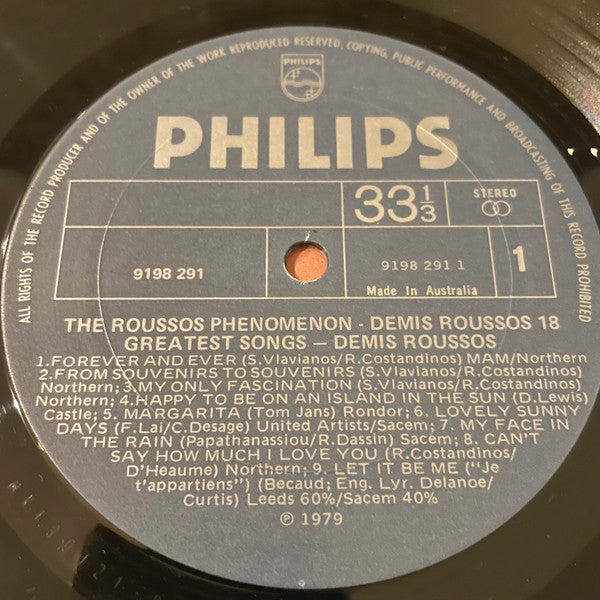 ALL RIGHTS OF THE RECORD PRODUCER AND OF THE OWNER OF THE WORK REPRODUCED RESERVED, COPYING, PUBLIC PERFORMANCE AND BROADCASTING OF THIS RECORD PROHIBITED
PHILIPS
PHILIPS
33⅓
STEREO
9198 291
9198 291 1
1
Made In Australia
THE ROUSSOS PHENOMENON - DEMIS ROUSSOS 18
GREATEST SONGS — DEMIS ROUSSOS
1.FOREVER AND EVER (S.Vlavianos/R.Costandinos) MAM/Northern
2.FROM SOUVENIRS TO SOUVENIRS (S.Vlavianos/R.Costandinos)
Northern; 3.MY ONLY FASCINATION (S.Vlavianos/R.Costandinos)
Northern; 4.HAPPY TO BE ON AN ISLAND IN THE SUN (D.Lewis)
Castle; 5. MARGARITA (Tom Jans) Rondor; 6. LOVELY SUNNY
DAYS (F.Lai/C.Desage) United Artists/Sacem; 7. MY FACE IN
THE RAIN (Papathanassiou/R.Dassin) Sacem; 8. CAN'T
SAY HOW MUCH I LOVE YOU (R.Costandinos/
D'Heaume) Northern; 9. LET IT BE ME ("Je
t'appartiens") (Becaud; Eng. Lyr. Delanoe/
Curtis) Leeds 60%/Sacem 40%
℗ 1979